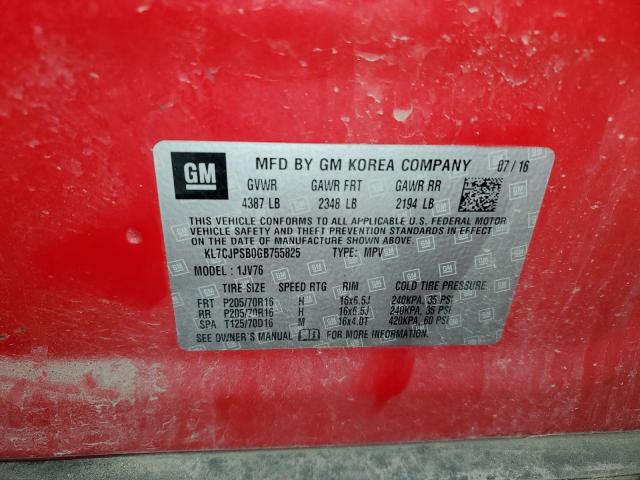 GM MFD BY GM KOREA COMPANY 07/16
GVWR GAWR FRT GAWR RR
4387 LB 2348 LB 2194 LB
THIS VEHICLE CONFORMS TO ALL APPLICABLE U.S. FEDERAL MOTOR
VEHICLE SAFETY AND THEFT PREVENTION STANDARDS IN EFFECT
ON THE DATE OF MANUFACTURE SHOWN ABOVE.
KL7CJPSB0GB755825 TYPE: MPV
MODEL: 1JV76
TIRE SIZE SPEED RTG RIM COLD TIRE PRESSURE
FRT P205/70R16 H 16x6.5J 240KPA, 35 PSI
RR P205/70R16 H 16x6.5J 240KPA, 35 PSI
SPA T125/70D16 M 16x4.0T 420KPA, 60 PSI
SEE OWNER'S MANUAL FOR MORE INFORMATION.